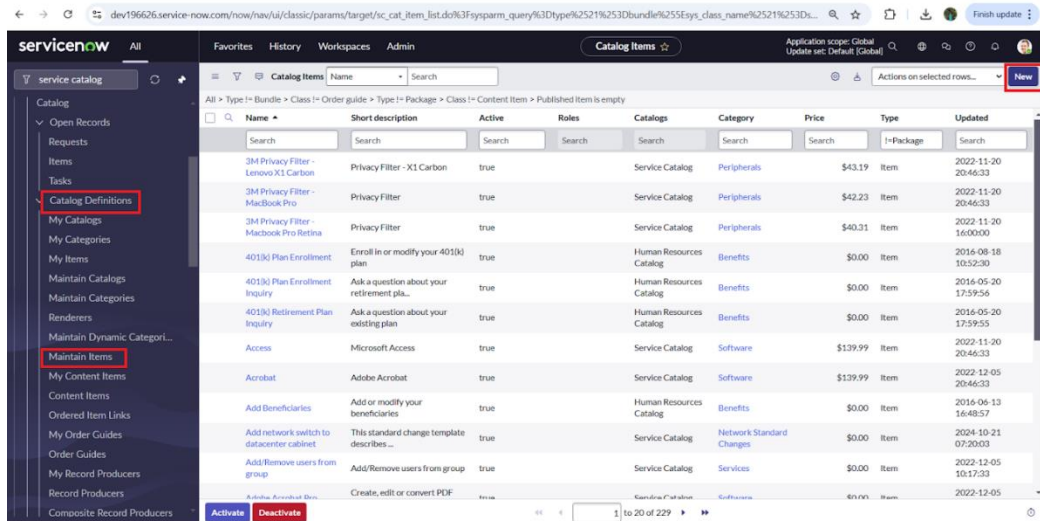 dev196626.service-now.com/now/nav/ui/classic/params/target/sc_cat_item_list.do%3Fsysparm_query%3Dtype%2521%253Dbundle%255Esys_class_name%2521%253Ds...
Finish update
servicenow All Favorites History Workspaces Admin Catalog Items Application scope: Global
Update set: Default [Global]
service catalog
Catalog Items Name Search Actions on selected rows... New
All > Type != Bundle > Class != Order guide > Type != Package > Class != Content Item > Published item is empty
Catalog
Open Records
Requests
Items
Tasks
Catalog Definitions
My Catalogs
My Categories
My Items
Maintain Catalogs
Maintain Categories
Renderers
Maintain Dynamic Categori...
Maintain Items
My Content Items
Content Items
Ordered Item Links
My Order Guides
Order Guides
My Record Producers
Record Producers
Composite Record Producers
Name Short description Active Roles Catalogs Category Price Type Updated
Search Search Search Search Search Search Search !=Package Search
3M Privacy Filter - Lenovo X1 Carbon Privacy Filter - X1 Carbon true Service Catalog Peripherals $43.19 Item 2022-11-20 20:46:33
3M Privacy Filter - MacBook Pro Privacy Filter true Service Catalog Peripherals $42.23 Item 2022-11-20 20:46:33
3M Privacy Filter - Macbook Pro Retina Privacy Filter true Service Catalog Peripherals $40.31 Item 2022-11-20 16:00:00
401(k) Plan Enrollment Enroll in or modify your 401(k) plan true Human Resources Catalog Benefits $0.00 Item 2016-08-18 10:52:30
401(k) Plan Enrollment Inquiry Ask a question about your retirement pla... true Human Resources Catalog Benefits $0.00 Item 2016-05-20 17:59:56
401(k) Retirement Plan Inquiry Ask a question about your existing plan true Human Resources Catalog Benefits $0.00 Item 2016-05-20 17:59:55
Access Microsoft Access true Service Catalog Software $139.99 Item 2022-11-20 20:46:33
Acrobat Adobe Acrobat true Service Catalog Software $139.99 Item 2022-12-05 20:46:33
Add Beneficiaries Add or modify your beneficiaries true Human Resources Catalog Benefits $0.00 Item 2016-06-13 16:48:57
Add network switch to datacenter cabinet This standard change template describes ... true Service Catalog Network Standard Changes $0.00 Item 2024-10-21 07:20:03
Add/Remove users from group Add/Remove users from group true Service Catalog Services $0.00 Item 2022-12-05 10:17:33
Adobe Acrobat Pro Create, edit or convert PDF true Service Catalog Software $0.00 Item 2022-12-05
Activate Deactivate 1 to 20 of 229